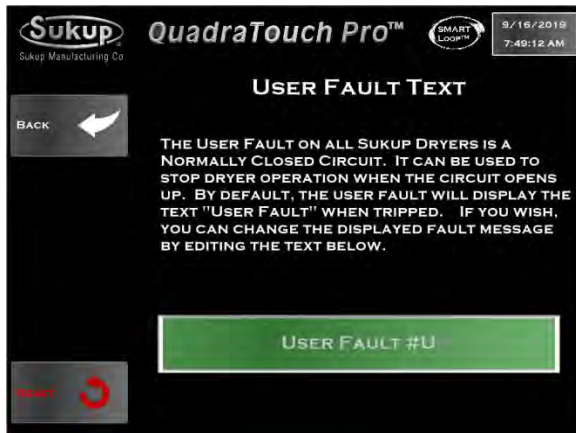 Sukup
Sukup Manufacturing Co
QuadraTouch Pro™
SMART
LOOP™
9/16/2019
7:49:12 AM
USER FAULT TEXT
BACK
THE USER FAULT ON ALL SUKUP DRYERS IS A
NORMALLY CLOSED CIRCUIT. IT CAN BE USED TO
STOP DRYER OPERATION WHEN THE CIRCUIT OPENS
UP. BY DEFAULT, THE USER FAULT WILL DISPLAY THE
TEXT "USER FAULT" WHEN TRIPPED. IF YOU WISH,
YOU CAN CHANGE THE DISPLAYED FAULT MESSAGE
BY EDITING THE TEXT BELOW.
USER FAULT #U
RESET